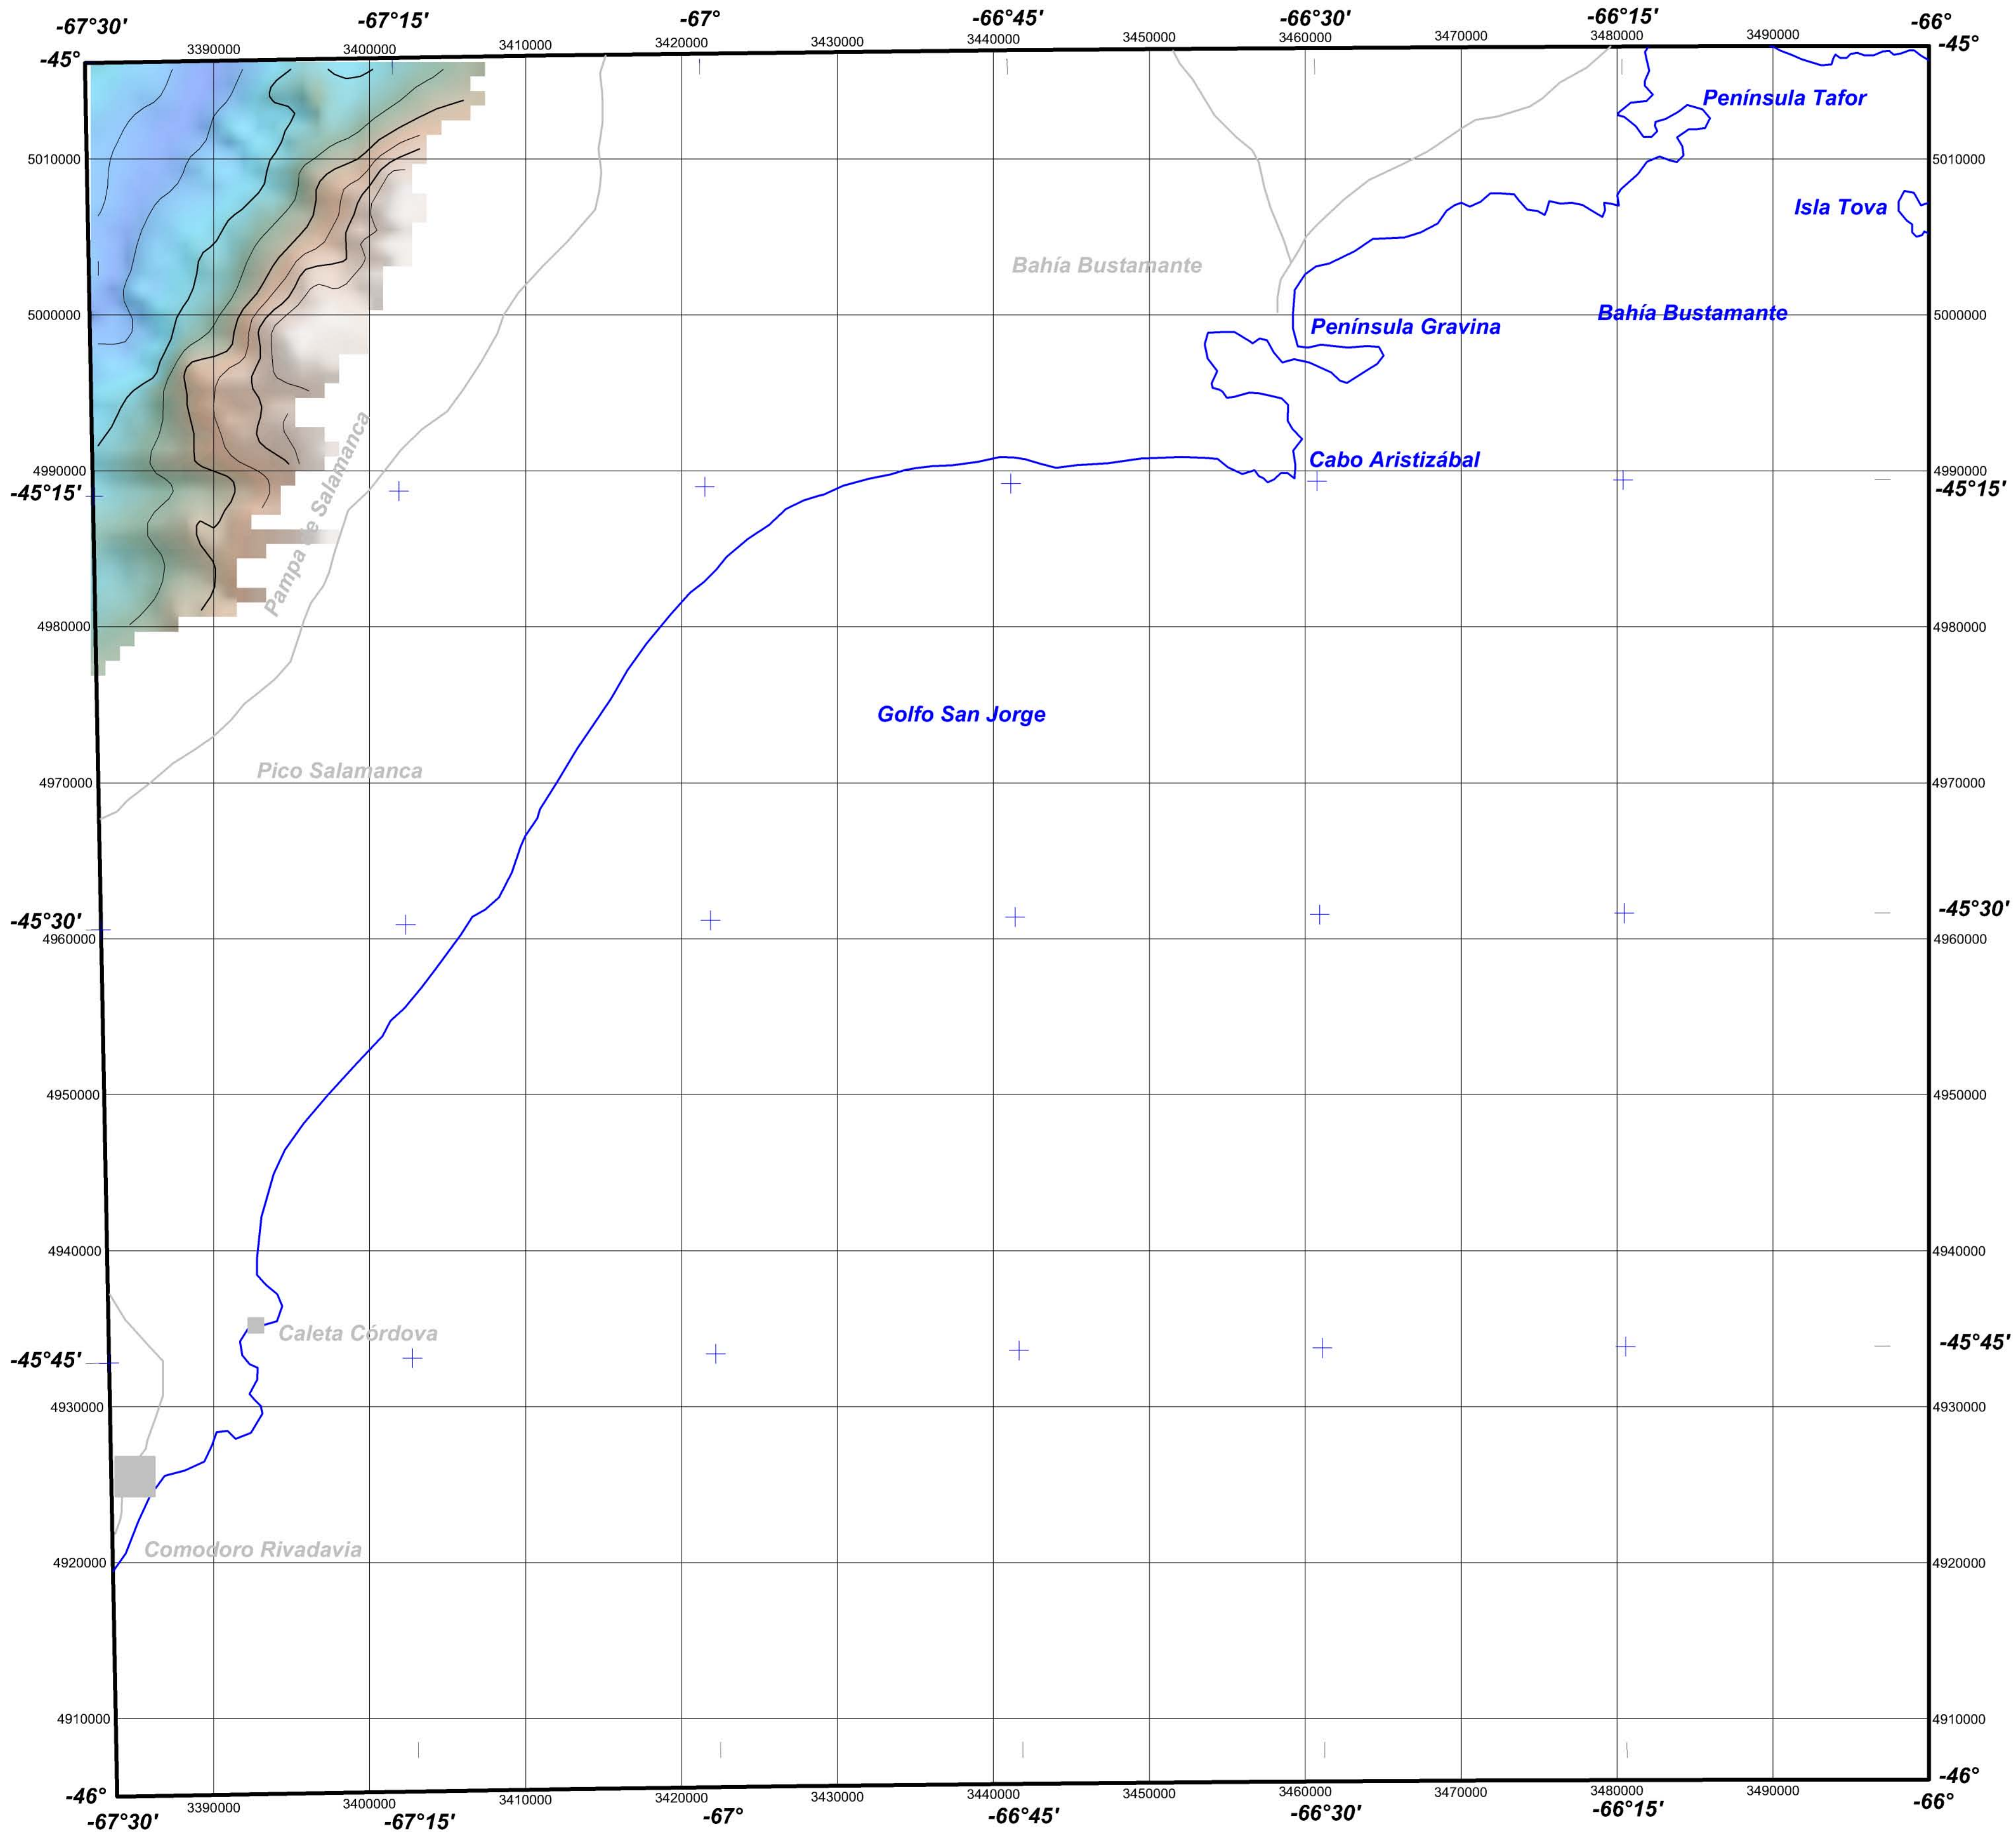 -67°30' -67°15' -67° -66°45' -66°30' -66°15' -66°
3390000 3400000 3410000 3420000 3430000 3440000 3450000 3460000 3470000 3480000 3490000
-45° -45°
Península Tafor
5010000 5010000
Isla Tova
Bahía Bustamante
5000000 Bahía Bustamante 5000000
Península Gravina
Pampa de Salamanca
Cabo Aristizábal
4990000 4990000
-45°15' -45°15'
4980000 4980000
Golfo San Jorge
Pico Salamanca
4970000 4970000
-45°30' -45°30'
4960000 4960000
4950000 4950000
4940000 4940000
Caleta Córdova
-45°45' -45°45'
4930000 4930000
Comodoro Rivadavia
4920000 4920000
4910000 4910000
-46° -46°
3390000 3400000 3410000 3420000 3430000 3440000 3450000 3460000 3470000 3480000 3490000
-67°30' -67°15' -67° -66°45' -66°30' -66°15' -66°